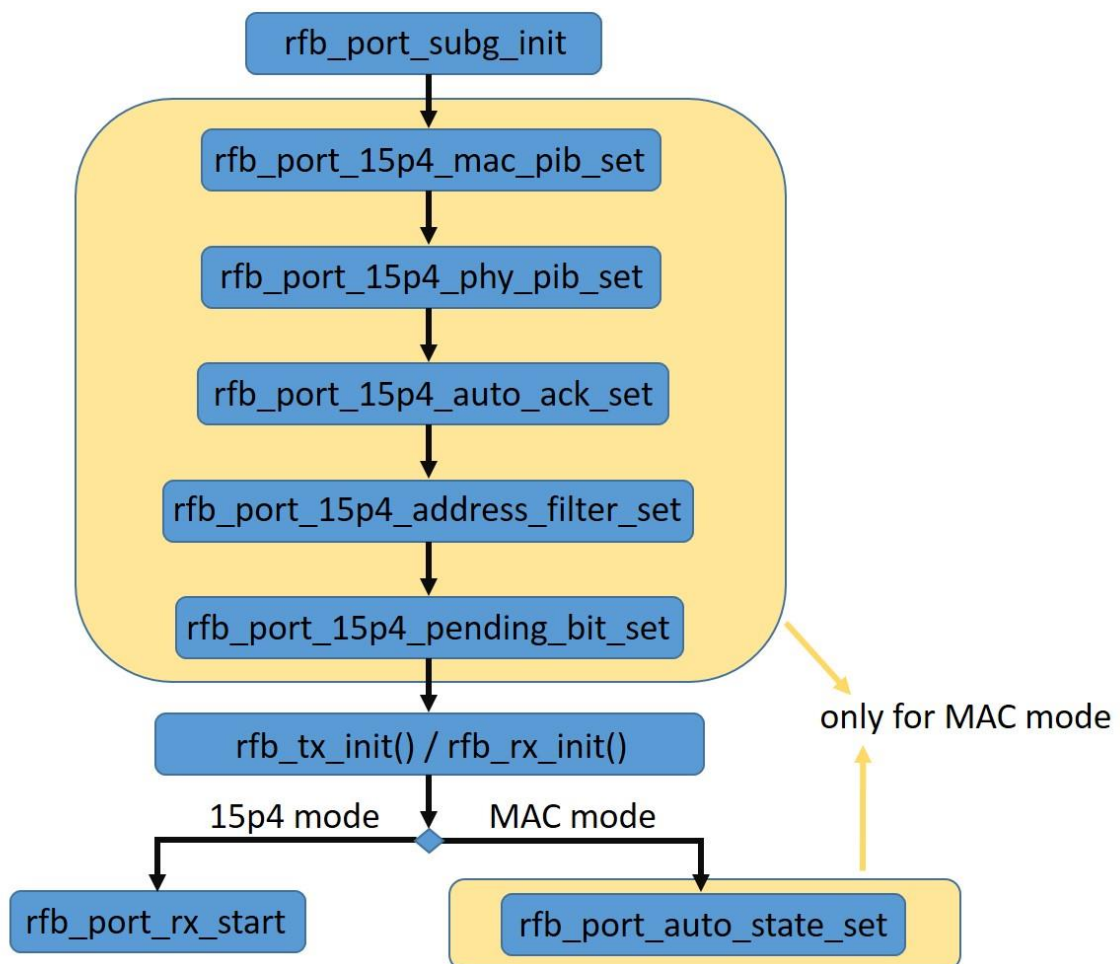 rfb_port_subg_init
rfb_port_15p4_mac_pib_set
rfb_port_15p4_phy_pib_set
rfb_port_15p4_auto_ack_set
rfb_port_15p4_address_filter_set
rfb_port_15p4_pending_bit_set
only for MAC mode
rfb_tx_init() / rfb_rx_init()
15p4 mode
MAC mode
rfb_port_rx_start
rfb_port_auto_state_set